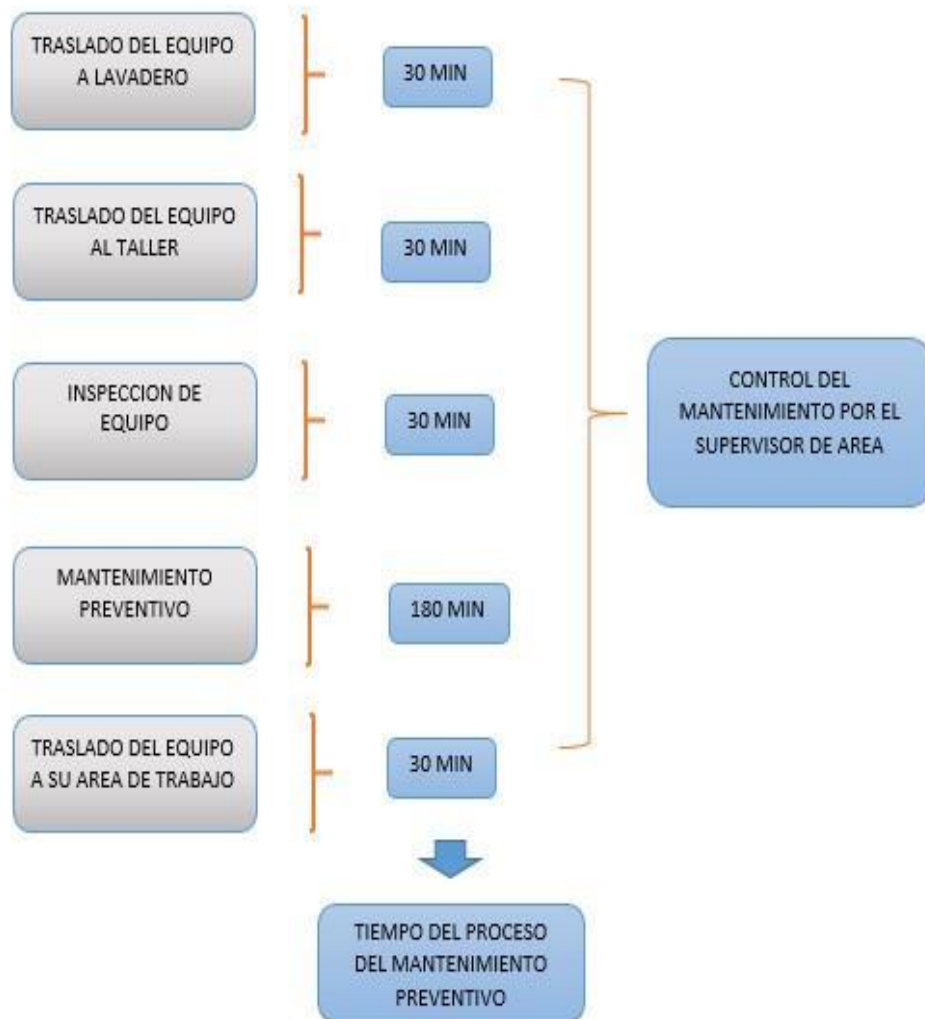 TRASLADO DEL EQUIPO
A LAVADERO
30 MIN
TRASLADO DEL EQUIPO
AL TALLER
30 MIN
INSPECCION DE
EQUIPO
30 MIN
CONTROL DEL
MANTENIMIENTO POR EL
SUPERVISOR DE AREA
MANTENIMIENTO
PREVENTIVO
180 MIN
TRASLADO DEL EQUIPO
A SU AREA DE TRABAJO
30 MIN
TIEMPO DEL PROCESO
DEL MANTENIMIENTO
PREVENTIVO